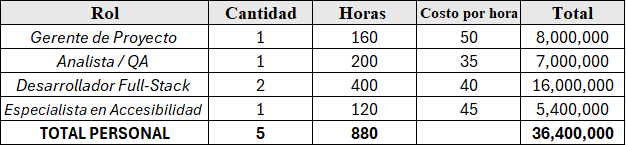 Rol Cantidad Horas Costo por hora Total
Gerente de Proyecto 1 160 50 8,000,000
Analista / QA 1 200 35 7,000,000
Desarrollador Full-Stack 2 400 40 16,000,000
Especialista en Accesibilidad 1 120 45 5,400,000
TOTAL PERSONAL 5 880 36,400,000